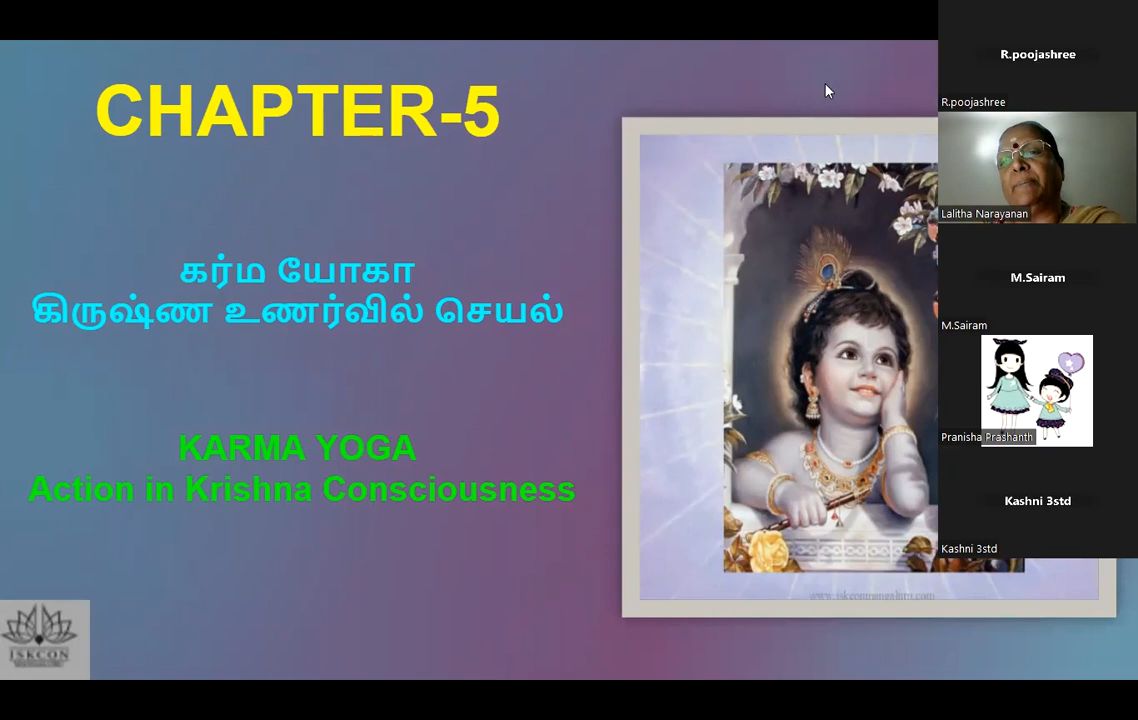 CHAPTER-5
கர்ம யோகா
கிருஷ்ண உணர்வில் செயல்
KARMA YOGA
Action in Krishna Consciousness
ISKCON
R.poojashree
R.poojashree
Lalitha Narayanan
M.Sairam
M.Sairam
Pranisha Prashanth
Kashni 3std
Kashni 3std